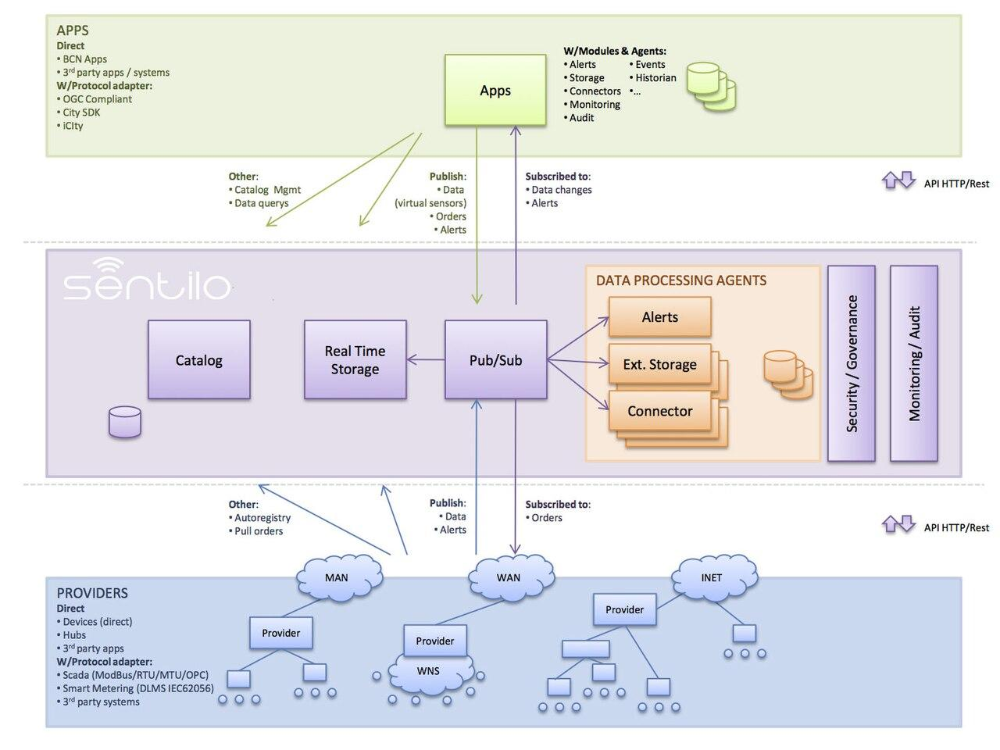 APPS
Direct
• BCN Apps
• 3rd party apps / systems
W/Protocol adapter:
• OGC Compliant
• City SDK
• iCIty
Apps
W/Modules & Agents:
• Alerts
• Storage
• Connectors
• Monitoring
• Audit
• Events
• Historian
•...
Other:
• Catalog Mgmt
• Data querys
Publish:
• Data
(virtual sensors)
• Orders
• Alerts
Subscribed to:
• Data changes
• Alerts
API HTTP/Rest
sentilo
Catalog
Real Time
Storage
Pub/Sub
DATA PROCESSING AGENTS
Alerts
Ext. Storage
Connector
Security / Governance
Monitoring / Audit
Other:
• Autoregistry
• Pull orders
Publish:
• Data
• Alerts
Subscribed to:
• Orders
API HTTP/Rest
PROVIDERS
Direct
• Devices (direct)
• Hubs
• 3rd party apps
W/Protocol adapter:
• Scada (ModBus/RTU/MTU/OPC)
• Smart Metering (DLMS IEC62056)
• 3rd party systems
MAN
Provider
WAN
Provider
WNS
INET
Provider